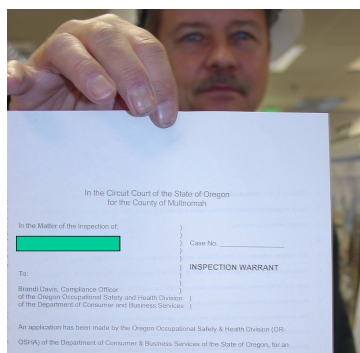 In the Circuit Court of the State of Oregon
for the County of Multnomah
In the Matter of the Inspection of: )
)
) Case No. ____________
)
) INSPECTION WARRANT
To: )
)
Brandi Davis, Compliance Officer )
of the Oregon Occupational Safety and Health Division )
of the Department of Consumer and Business Services )
An application has been made by the Oregon Occupational Safety & Health Division (OR-
OSHA) of the Department of Consumer & Business Services of the State of Oregon, for an